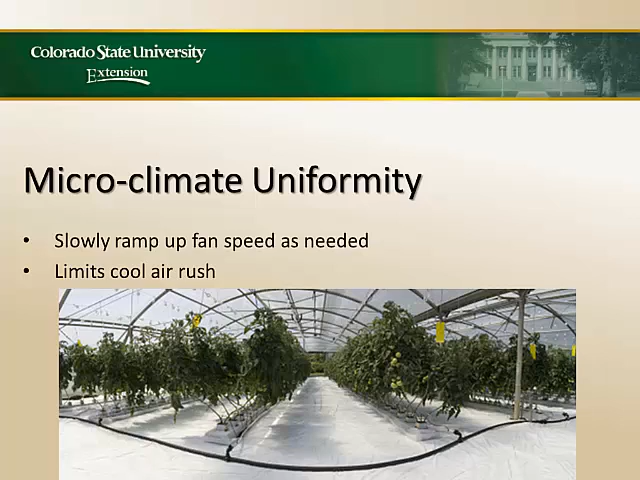 Colorado State University
Extension
Micro-climate Uniformity
• Slowly ramp up fan speed as needed
• Limits cool air rush